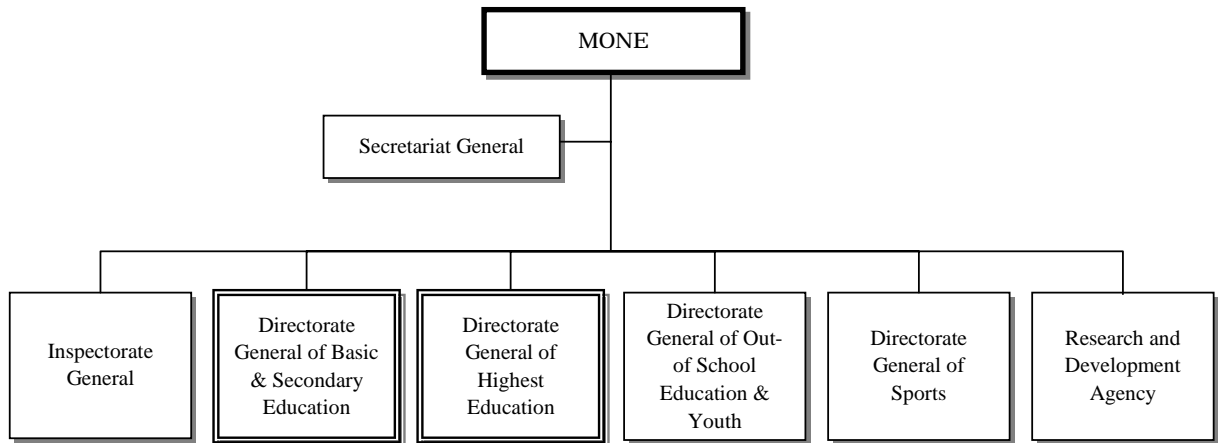 MONE
Secretariat General
Inspectorate
General
Directorate
General of Basic
& Secondary
Education
Directorate
General of
Highest
Education
Directorate
General of Out-
of School
Education &
Youth
Directorate
General of
Sports
Research and
Development
Agency